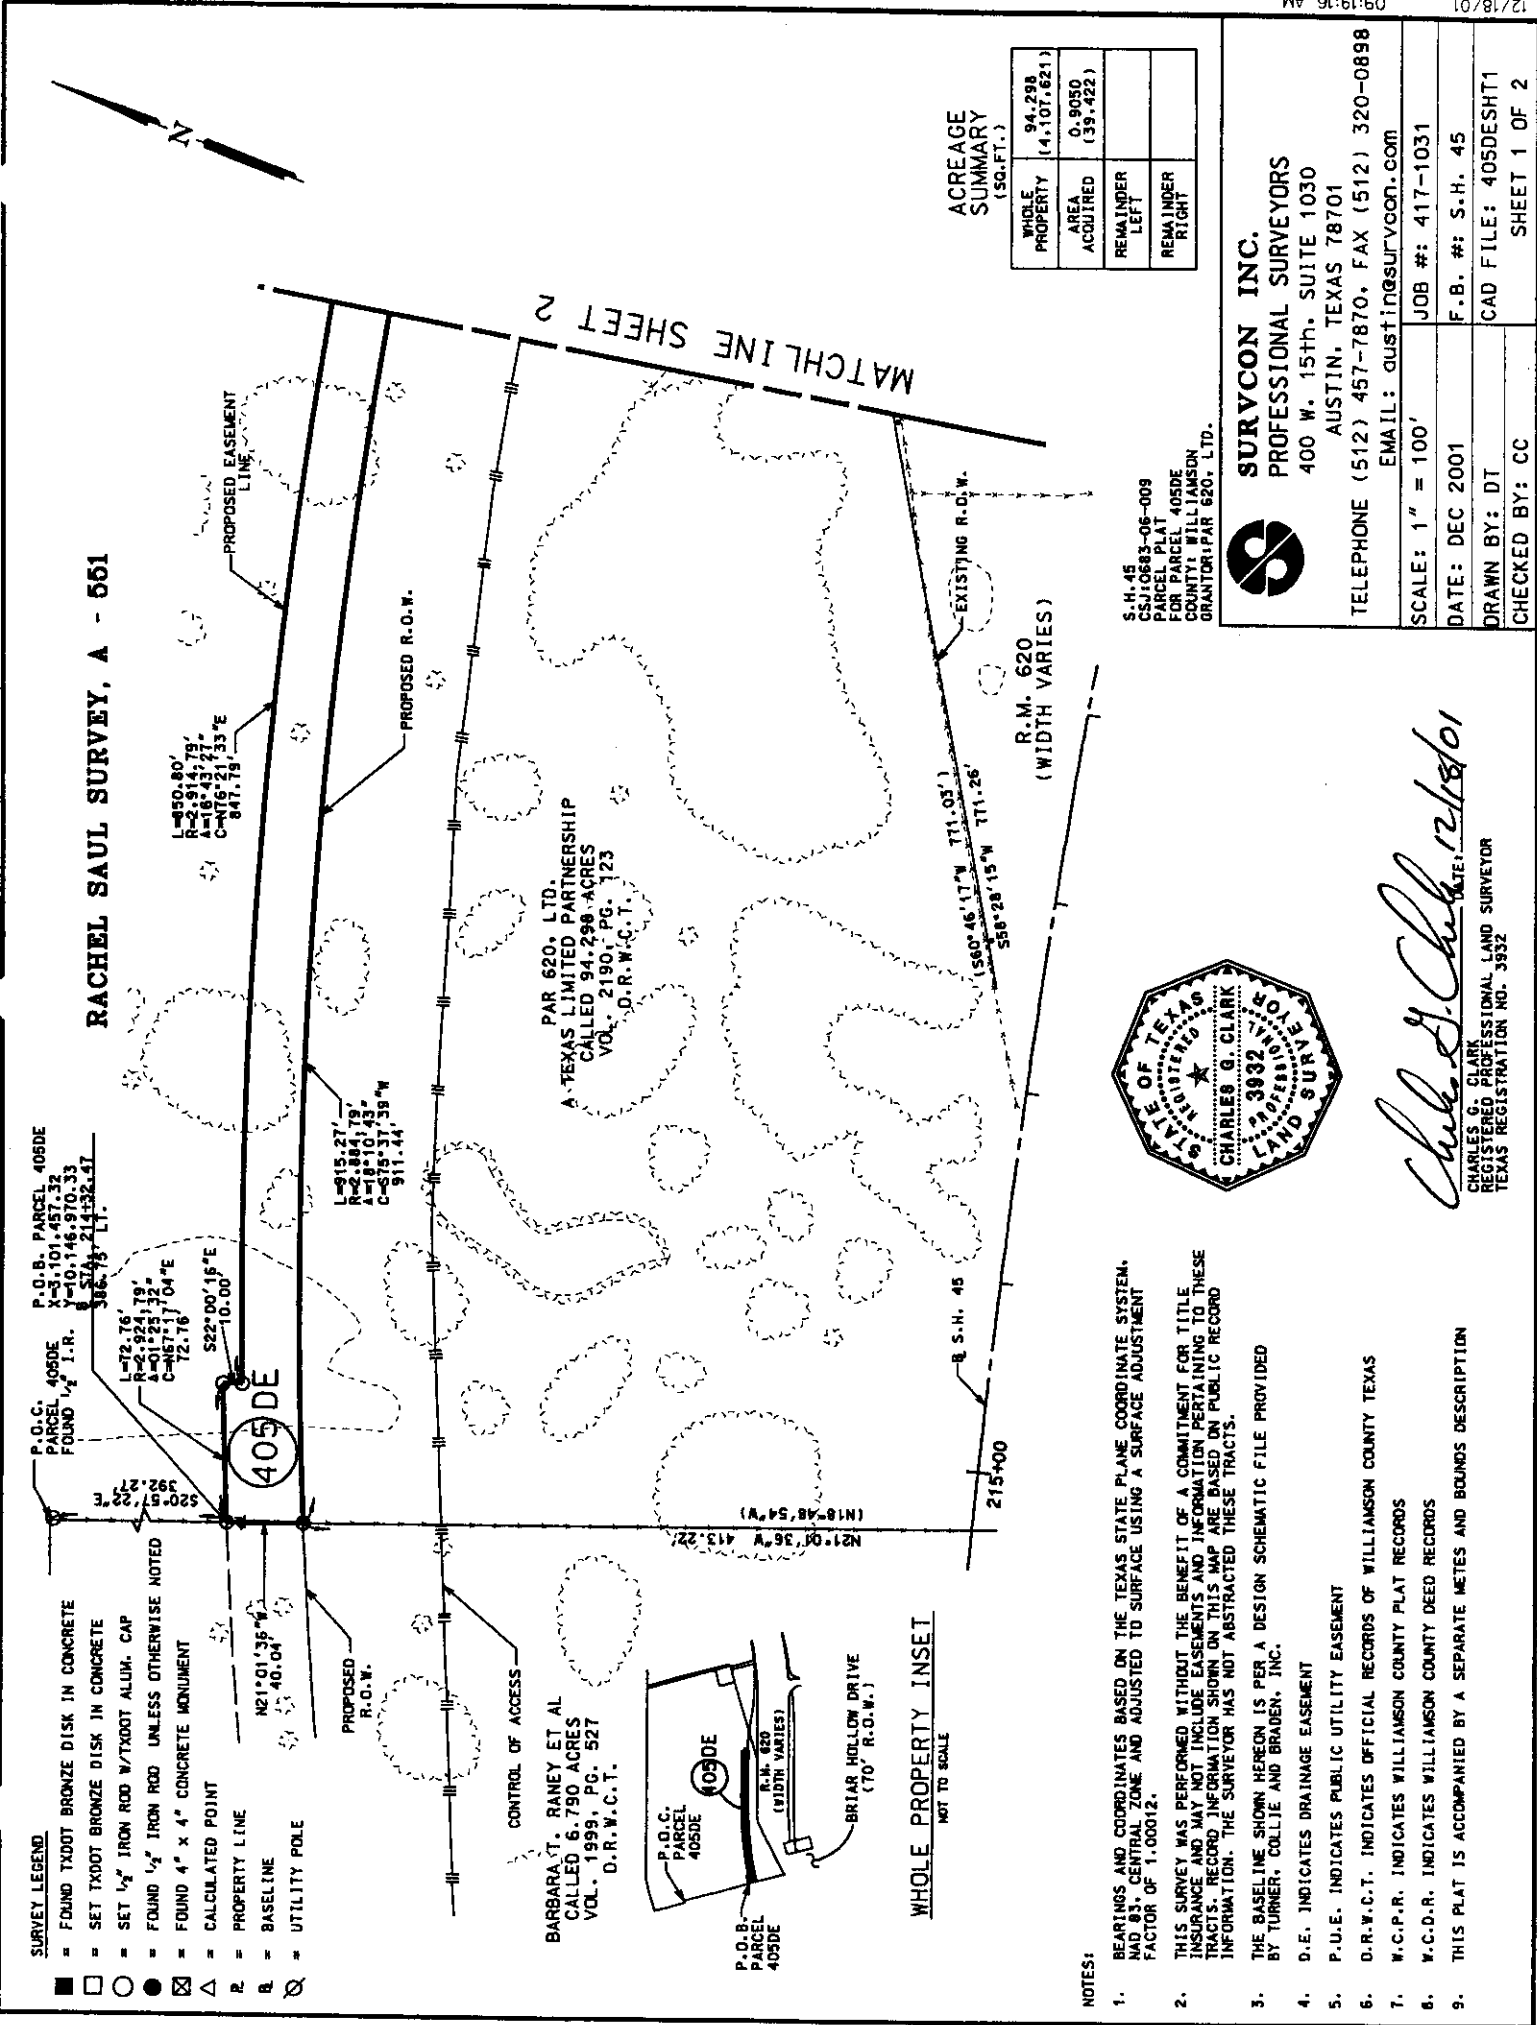 SURVEY LEGEND
= FOUND TXDOT BRONZE DISK IN CONCRETE
= SET TXDOT BRONZE DISK IN CONCRETE
= SET 1/2" IRON ROD W/TXDOT ALUM. CAP
= FOUND 1/2" IRON ROD UNLESS OTHERWISE NOTED
= FOUND 4" x 4" CONCRETE MONUMENT
= CALCULATED POINT
= PROPERTY LINE
= BASELINE
= UTILITY POLE
P.O.C.
PARCEL 405DE
FOUND 1/2" I.R.
P.O.B. PARCEL 405DE
X=3,101,457.32
Y=10,146,970.33
STA. 214+32.47
386.75' LT.
RACHEL SAUL SURVEY, A - 551
S20°57'22"E
392.27'
L=72.76'
R=2,924.79'
Δ=01°25'32"
C=N67°17'04"E
72.76'
S22°00'16"E
10.00'
405DE
N21°01'36"W
40.04'
PROPOSED
R.O.W.
L=850.80'
R=2,914.79'
Δ=16°43'27"
C=N76°21'33"E
847.79'
PROPOSED EASEMENT
LINE
L=915.27'
R=2,884.79'
Δ=18°10'43"
C=S75°37'39"W
911.44'
PROPOSED R.O.W.
MATCHLINE SHEET 2
CONTROL OF ACCESS
BARBARA T. RANEY ET AL
CALLED 6.790 ACRES
VOL. 1999, PG. 527
D.R.W.C.T.
PAR 620, LTD.
A TEXAS LIMITED PARTNERSHIP
CALLED 94.298 ACRES
VOL. 2190, PG. 123
D.R.W.C.T.
N21°01'36"W 413.22'
(N18°48'54"W)
215+00
S.H. 45
(S60°46'17"W 771.03')
S58°28'15"W 771.26'
EXISTING R.O.W.
R.M. 620
(WIDTH VARIES)
P.O.C.
PARCEL
405DE
405DE
R.M. 620
(WIDTH VARIES)
P.O.B.
PARCEL
405DE
BRIAR HOLLOW DRIVE
(70' R.O.W.)
WHOLE PROPERTY INSET
NOT TO SCALE
ACREAGE
SUMMARY
(SQ.FT.)
WHOLE PROPERTY 94.298 (4,107,621)
AREA ACQUIRED 0.9050 (39,422)
REMAINDER LEFT
REMAINDER RIGHT
NOTES:
1. BEARINGS AND COORDINATES BASED ON THE TEXAS STATE PLANE COORDINATE SYSTEM,
NAD 83, CENTRAL ZONE AND ADJUSTED TO SURFACE USING A SURFACE ADJUSTMENT
FACTOR OF 1.00012.
2. THIS SURVEY WAS PERFORMED WITHOUT THE BENEFIT OF A COMMITMENT FOR TITLE
INSURANCE AND MAY NOT INCLUDE EASEMENTS AND INFORMATION PERTAINING TO THESE
TRACTS. RECORD INFORMATION SHOWN ON THIS MAP ARE BASED ON PUBLIC RECORD
INFORMATION. THE SURVEYOR HAS NOT ABSTRACTED THESE TRACTS.
3. THE BASELINE SHOWN HEREON IS PER A DESIGN SCHEMATIC FILE PROVIDED
BY TURNER, COLLIE AND BRADEN, INC.
4. D.E. INDICATES DRAINAGE EASEMENT
5. P.U.E. INDICATES PUBLIC UTILITY EASEMENT
6. D.R.W.C.T. INDICATES OFFICIAL RECORDS OF WILLIAMSON COUNTY TEXAS
7. W.C.P.R. INDICATES WILLIAMSON COUNTY PLAT RECORDS
8. W.C.D.R. INDICATES WILLIAMSON COUNTY DEED RECORDS
9. THIS PLAT IS ACCOMPANIED BY A SEPARATE METES AND BOUNDS DESCRIPTION
STATE OF TEXAS
REGISTERED
CHARLES G. CLARK
3932
PROFESSIONAL
LAND SURVEYOR
DATE: 12/18/01
CHARLES G. CLARK
REGISTERED PROFESSIONAL LAND SURVEYOR
TEXAS REGISTRATION NO. 3932
S.H.45
CSJ:0683-06-009
PARCEL PLAT
FOR PARCEL 405DE
COUNTY: WILLIAMSON
GRANTOR:PAR 620, LTD.
SURVCON INC.
PROFESSIONAL SURVEYORS
400 W. 15th. SUITE 1030
AUSTIN, TEXAS 78701
TELEPHONE (512) 457-7870, FAX (512) 320-0898
EMAIL: austin@survcon.com
SCALE: 1" = 100' JOB #: 417-1031
DATE: DEC 2001 F.B. #: S.H. 45
DRAWN BY: DT CAD FILE: 405DESHT1
CHECKED BY: CC SHEET 1 OF 2
12/18/01 09:19:16 AM
N